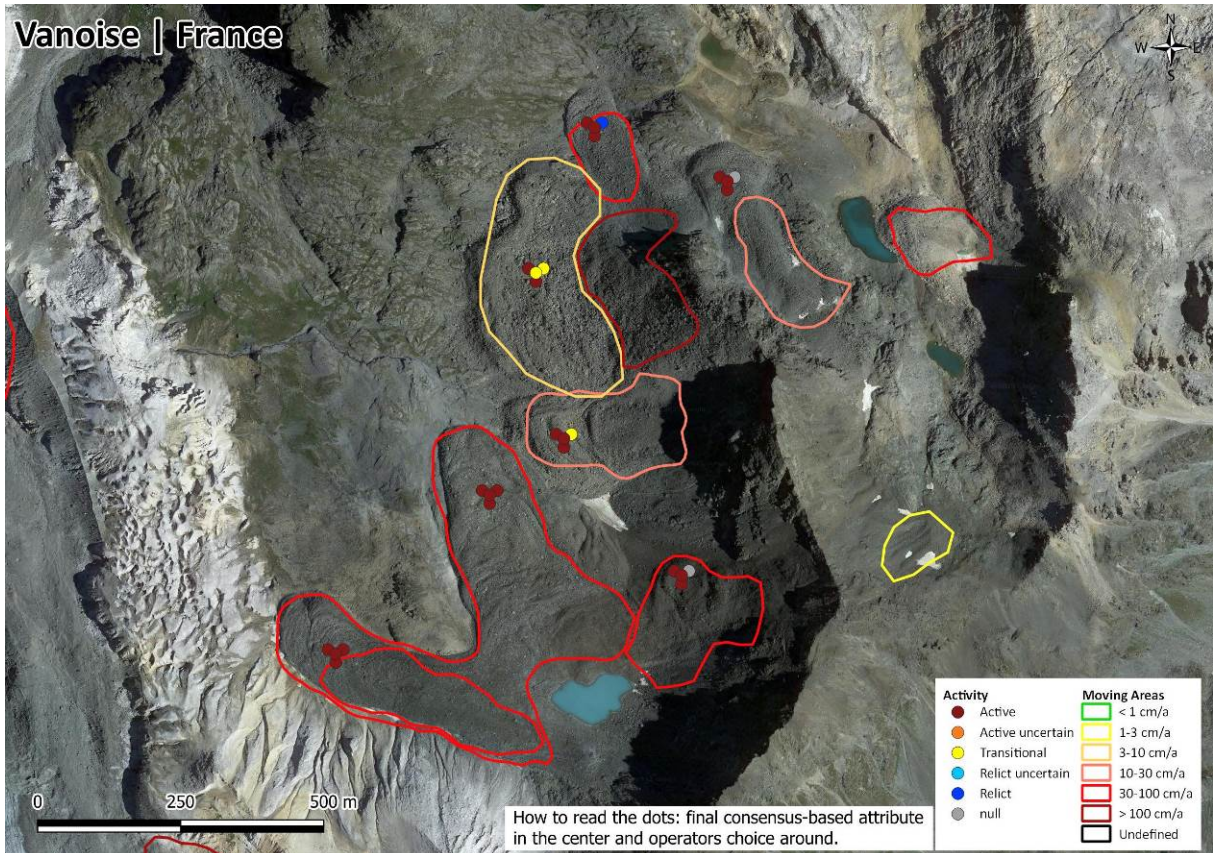 Vanoise | France
N
W E
S
Activity
Active
Active uncertain
Transitional
Relict uncertain
Relict
null
Moving Areas
< 1 cm/a
1-3 cm/a
3-10 cm/a
10-30 cm/a
30-100 cm/a
> 100 cm/a
Undefined
0 250 500 m
How to read the dots: final consensus-based attribute
in the center and operators choice around.